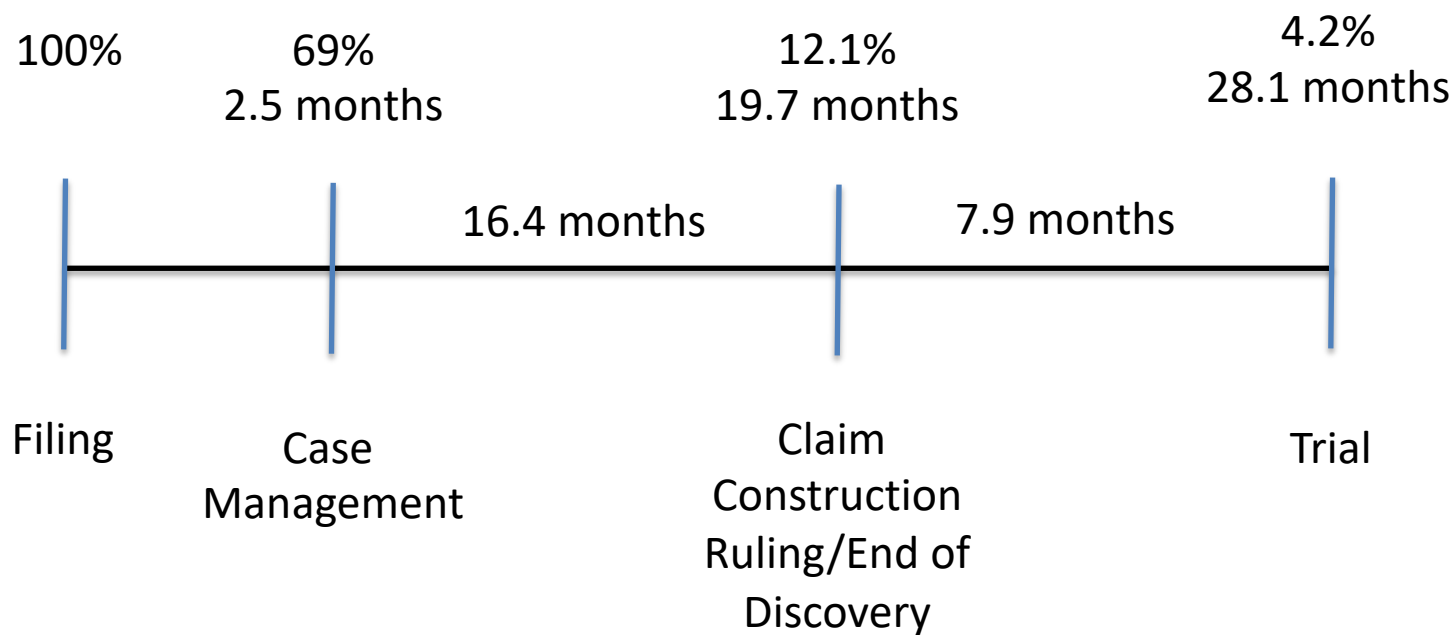 100%
69%
2.5 months
12.1%
19.7 months
4.2%
28.1 months
16.4 months
7.9 months
Filing
Case
Management
Claim
Construction
Ruling/End of
Discovery
Trial